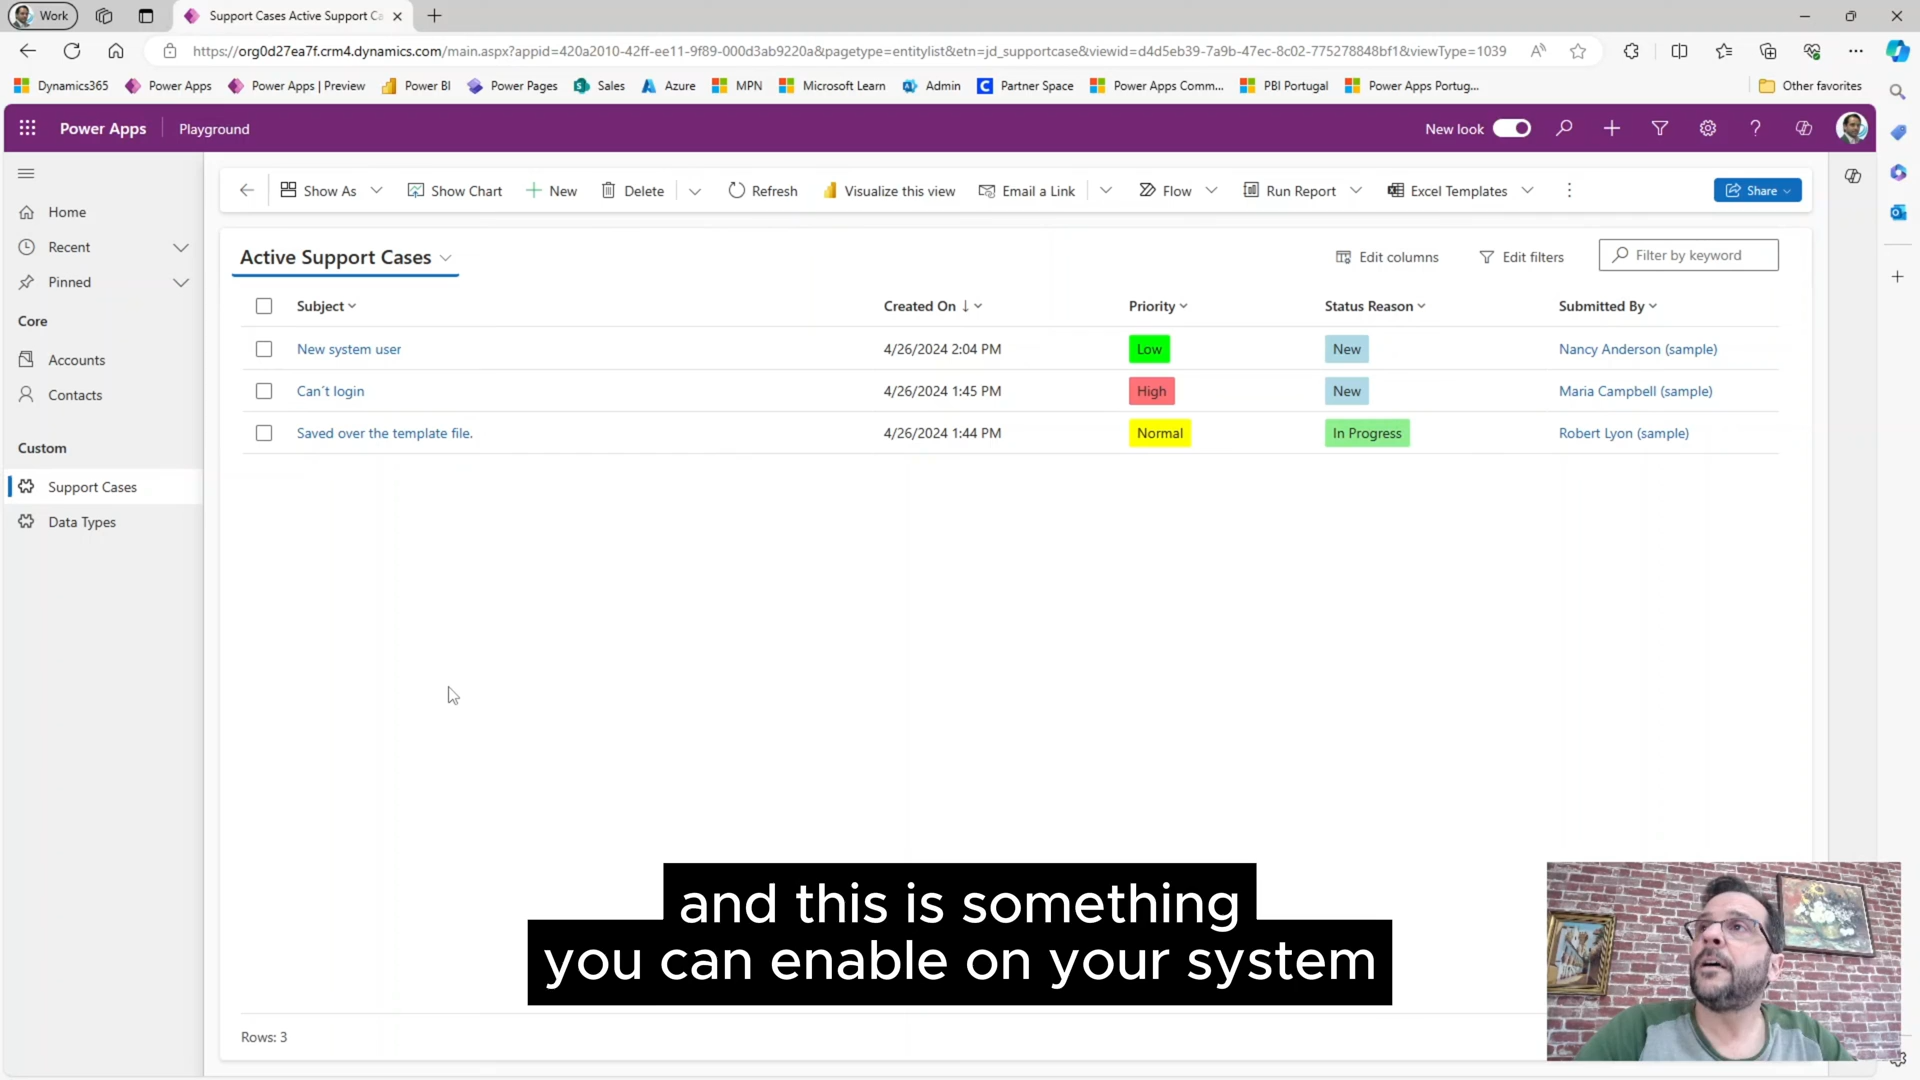 Work
Support Cases Active Support Ca
https://org0d27ea7f.crm4.dynamics.com/main.aspx?appid=420a2010-42ff-ee11-9f89-000d3ab9220a&pagetype=entitylist&etn=jd_supportcase&viewid=d4d5eb39-7a9b-47ec-8c02-775278848bf1&viewType=1039
Dynamics365 Power Apps Power Apps | Preview Power BI Power Pages Sales Azure MPN Microsoft Learn Admin Partner Space Power Apps Comm... PBI Portugal Power Apps Portug... Other favorites
Power Apps Playground New look
Show As Show Chart New Delete Refresh Visualize this view Email a Link Flow Run Report Excel Templates Share
Home
Recent
Pinned
Core
Accounts
Contacts
Custom
Support Cases
Data Types
Active Support Cases Edit columns Edit filters Filter by keyword
Subject Created On Priority Status Reason Submitted By
New system user 4/26/2024 2:04 PM Low New Nancy Anderson (sample)
Can´t login 4/26/2024 1:45 PM High New Maria Campbell (sample)
Saved over the template file. 4/26/2024 1:44 PM Normal In Progress Robert Lyon (sample)
and this is something
you can enable on your system
Rows: 3